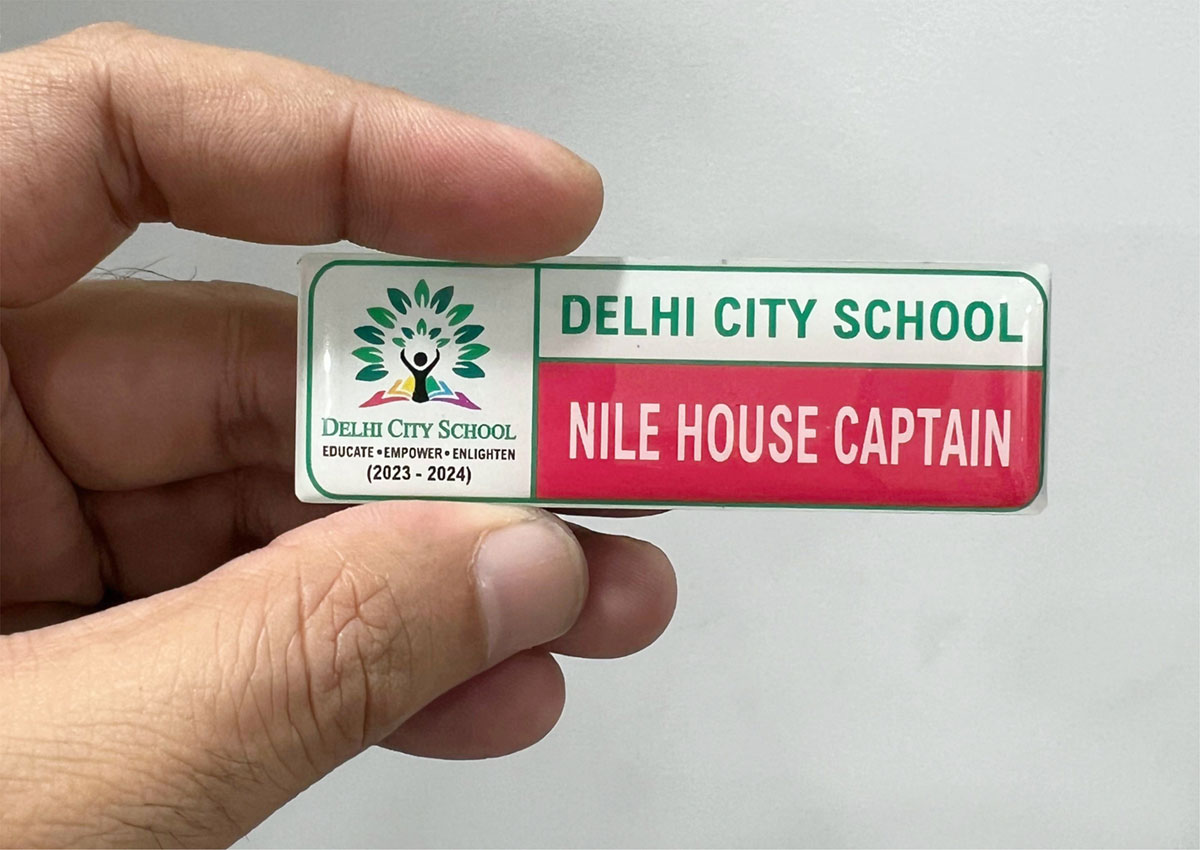 DELHI CITY SCHOOL
EDUCATE • EMPOWER • ENLIGHTEN
(2023 - 2024)
DELHI CITY SCHOOL
NILE HOUSE CAPTAIN